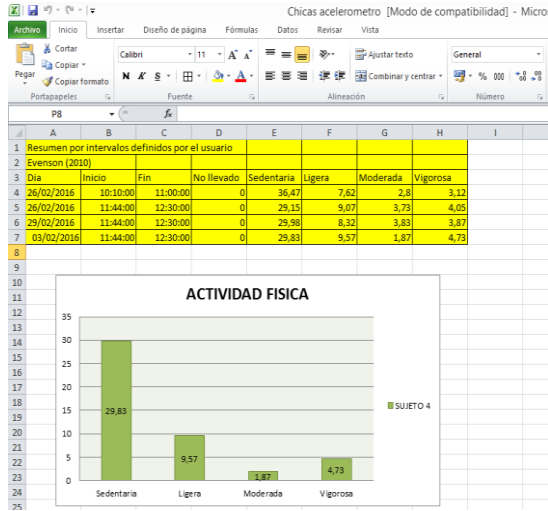 Chicas acelerometro [Modo de compatibilidad] - Micros
Archivo Inicio Insertar Diseño de página Fórmulas Datos Revisar Vista
Pegar
Cortar
Copiar
Copiar formato
Portapapeles
Calibri 11
N K S
Fuente
Ajustar texto
Combinar y centrar
Alineación
General
% 000
Número
P8 fx
A B C D E F G H I
1 Resumen por intervalos definidos por el usuario
2 Evenson (2010)
3 Dia Inicio Fin No llevado Sedentaria Ligera Moderada Vigorosa
4 26/02/2016 10:10:00 11:00:00 0 36,47 7,62 2,8 3,12
5 26/02/2016 11:44:00 12:30:00 0 29,15 9,07 3,73 4,05
6 29/02/2016 11:44:00 12:30:00 0 29,98 8,32 3,83 3,87
7 03/02/2016 11:44:00 12:30:00 0 29,83 9,57 1,87 4,73
8
9
10
11
12
13
14
15
16
17
18
19
20
21
22
23
24
25
ACTIVIDAD FISICA
35
30
25
20
15
10
5
0
29,83
9,57
1,87
4,73
SUJETO 4
Sedentaria Ligera Moderada Vigorosa